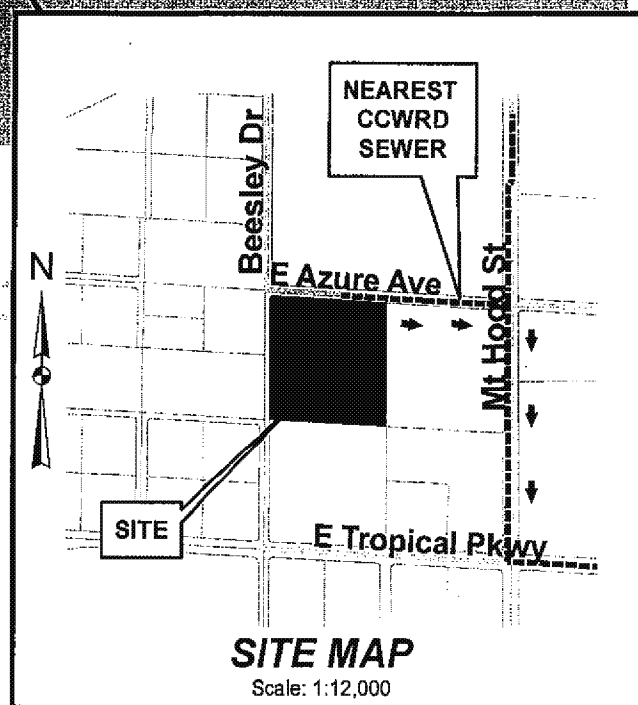 NEAREST
CCWRD
SEWER
Beesley Dr
N
E Azure Ave
Mt Hood St
SITE
E Tropical Pkwy
SITE MAP
Scale: 1:12,000